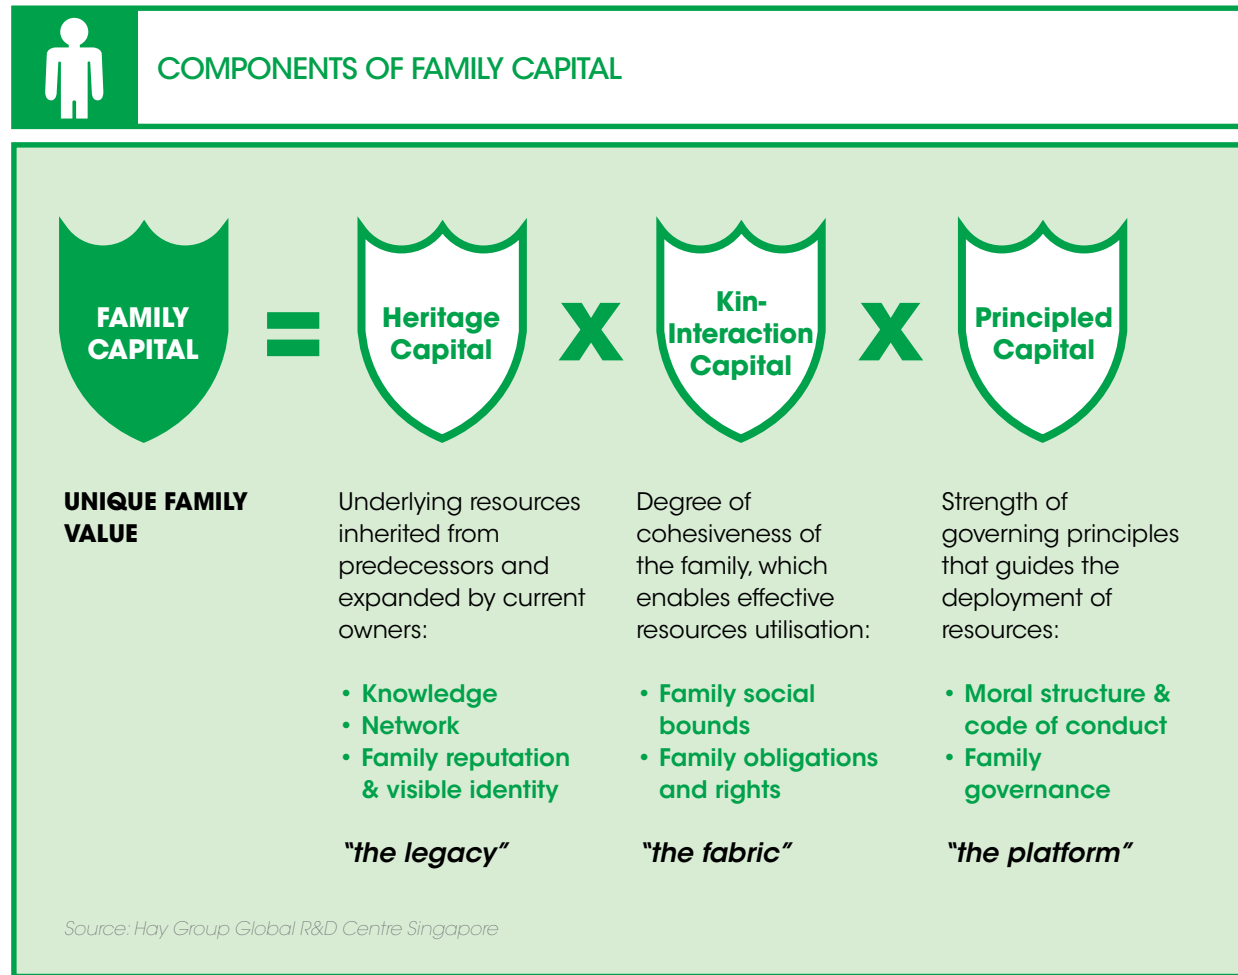 COMPONENTS OF FAMILY CAPITAL
FAMILY
CAPITAL
=
Heritage
Capital
x
Kin-
Interaction
Capital
x
Principled
Capital
UNIQUE FAMILY
VALUE
Underlying resources
inherited from
predecessors and
expanded by current
owners:
• Knowledge
• Network
• Family reputation
& visible identity
"the legacy"
Degree of
cohesiveness of
the family, which
enables effective
resources utilisation:
• Family social
bounds
• Family obligations
and rights
"the fabric"
Strength of
governing principles
that guides the
deployment of
resources:
• Moral structure &
code of conduct
• Family
governance
"the platform"
Source: Hay Group Global R&D Centre Singapore